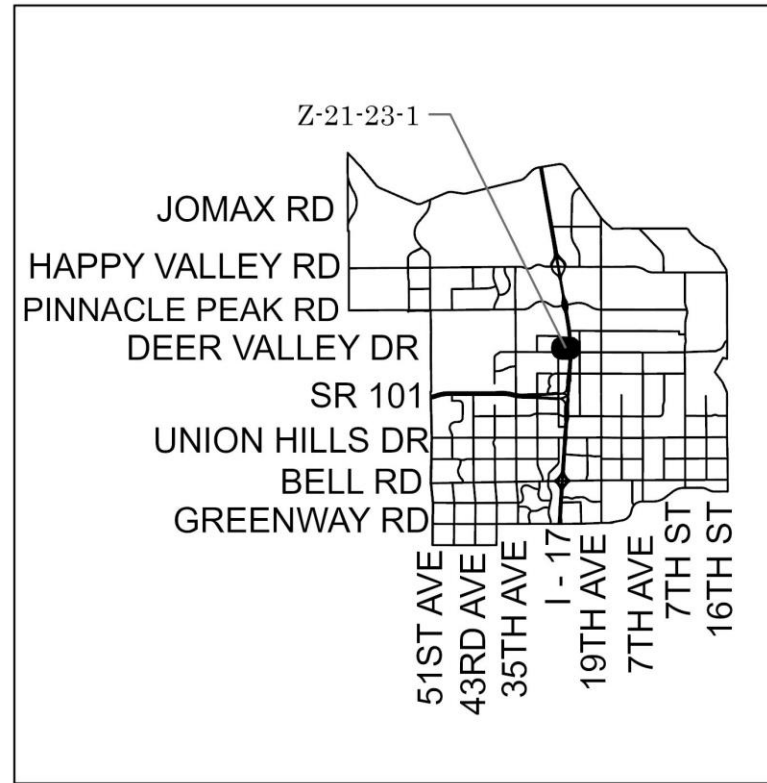 Z-21-23-1
JOMAX RD
HAPPY VALLEY RD
PINNACLE PEAK RD
DEER VALLEY DR
SR 101
UNION HILLS DR
BELL RD
GREENWAY RD
51ST AVE
43RD AVE
35TH AVE
I - 17
19TH AVE
7TH AVE
7TH ST
16TH ST